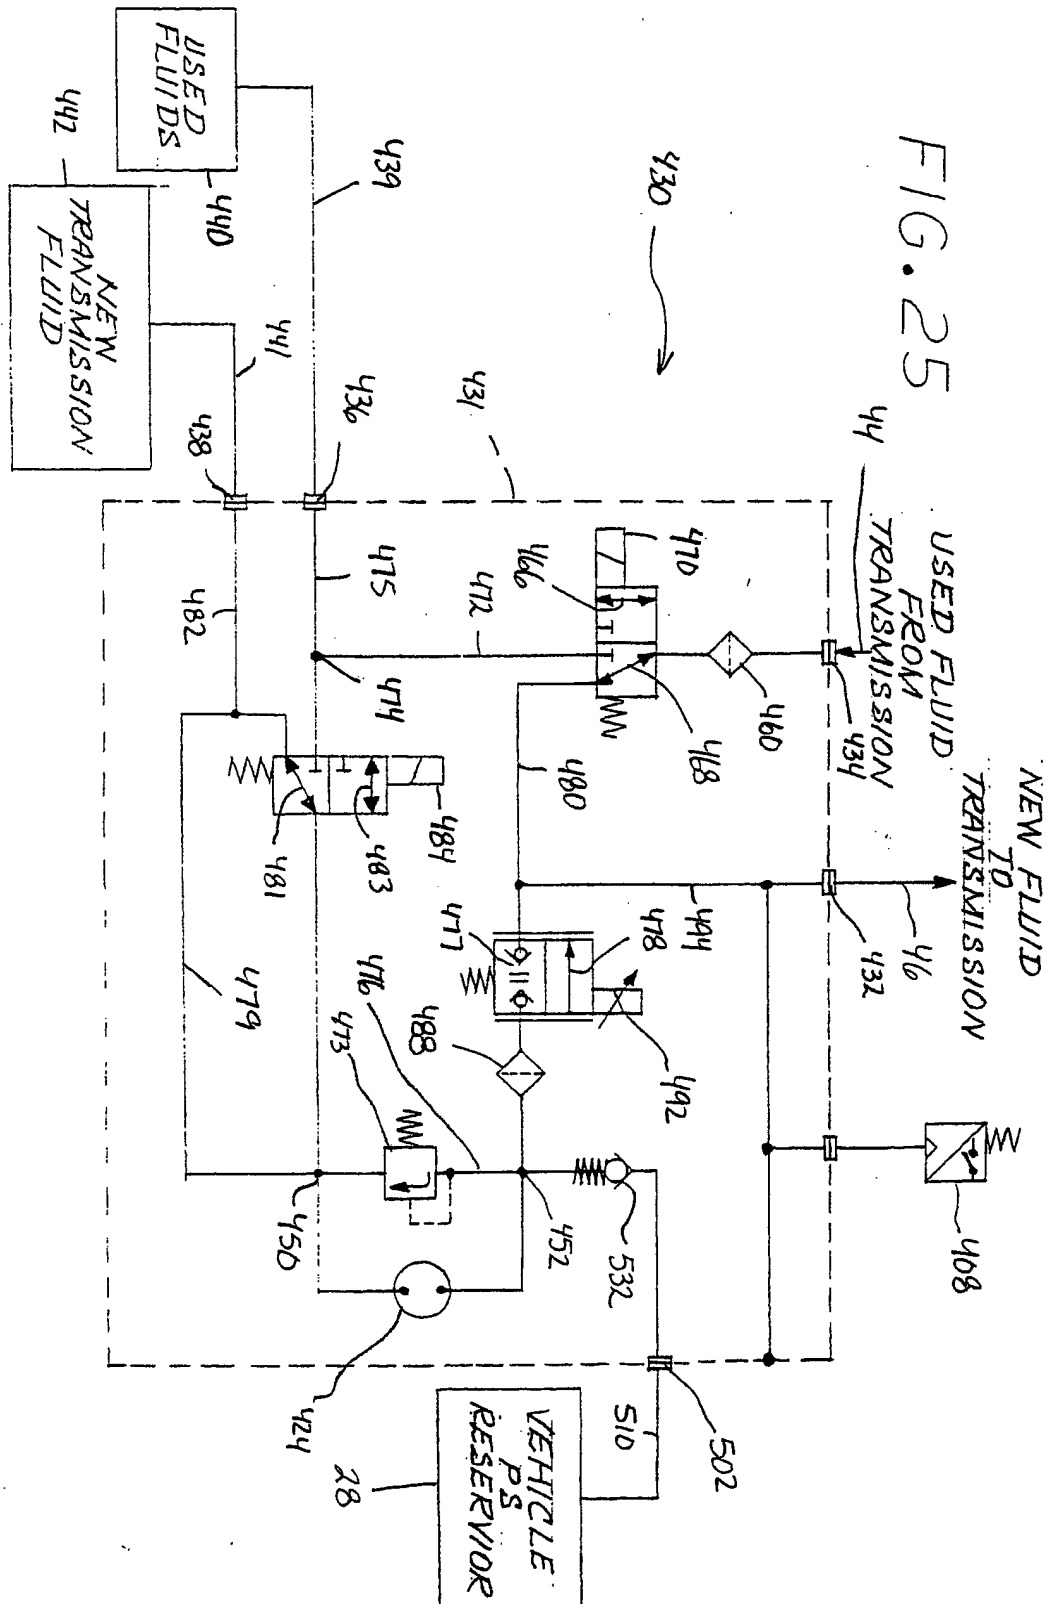 FIG. 25
430
USED FLUID
FROM
TRANSMISSION
44
434
NEW FLUID
TO
TRANSMISSION
46
432
408
431
470
466
460
468
472
480
494
478
477
492
488
476
473
452
532
502
510
VEHICLE
PS
RESERVIOR
28
USED
FLUIDS
440
439
436
475
474
442
NEW
TRANSMISSION
FLUID
441
438
482
481
483
484
479
450
424